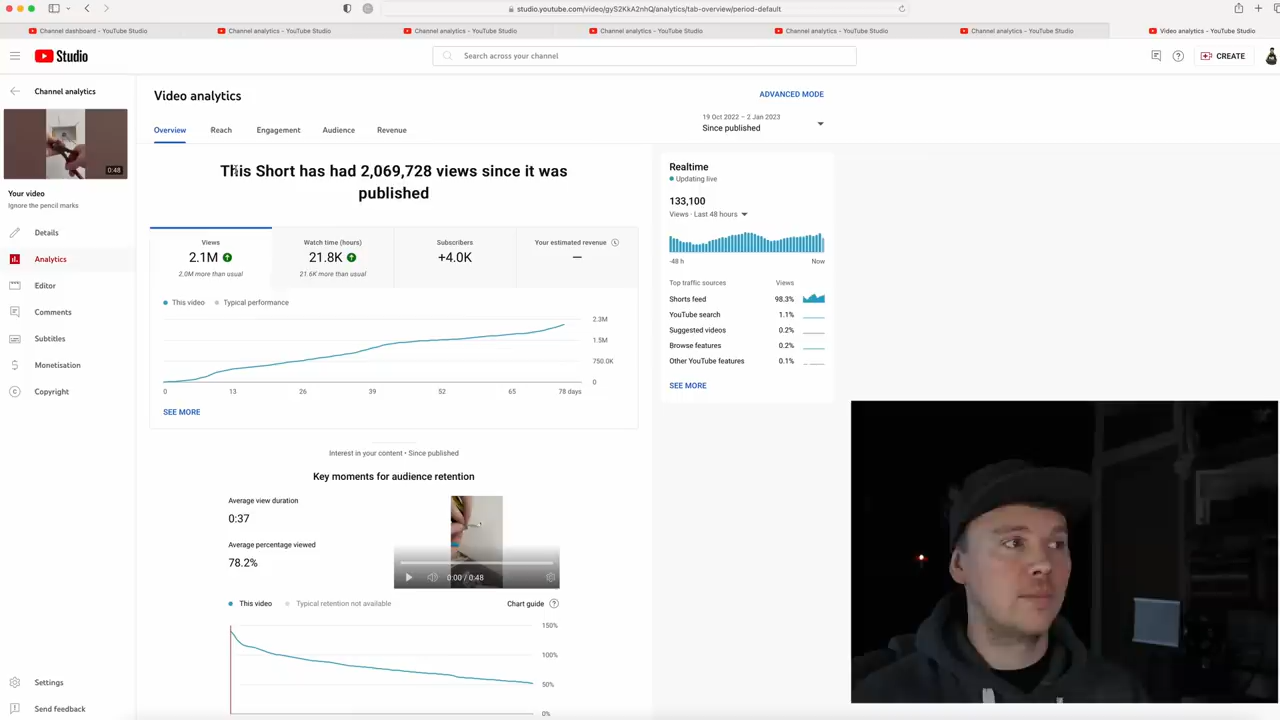 studio.youtube.com/video/gyS2KkA2nhQ/analytics/tab-overview/period-default
Channel dashboard - YouTube Studio
Channel analytics - YouTube Studio
Channel analytics - YouTube Studio
Channel analytics - YouTube Studio
Channel analytics - YouTube Studio
Channel analytics - YouTube Studio
Video analytics - YouTube Studio
Studio
Search across your channel
CREATE
Channel analytics
0:48
Your video
Ignore the pencil marks
Details
Analytics
Editor
Comments
Subtitles
Monetisation
Copyright
Settings
Send feedback
Video analytics
ADVANCED MODE
Overview
Reach
Engagement
Audience
Revenue
19 Oct 2022 – 2 Jan 2023
Since published
This Short has had 2,069,728 views since it was
published
Views
2.1M
2.0M more than usual
Watch time (hours)
21.8K
21.6K more than usual
Subscribers
+4.0K
Your estimated revenue
—
This video
Typical performance
2.3M
1.5M
750.0K
0
0
13
26
39
52
65
78 days
SEE MORE
Interest in your content • Since published
Key moments for audience retention
Average view duration
0:37
Average percentage viewed
78.2%
0:00 / 0:48
This video
Typical retention not available
Chart guide
150%
100%
50%
0%
Realtime
Updating live
133,100
Views · Last 48 hours
-48 h
Now
Top traffic sources
Views
Shorts feed
98.3%
YouTube search
1.1%
Suggested videos
0.2%
Browse features
0.2%
Other YouTube features
0.1%
SEE MORE